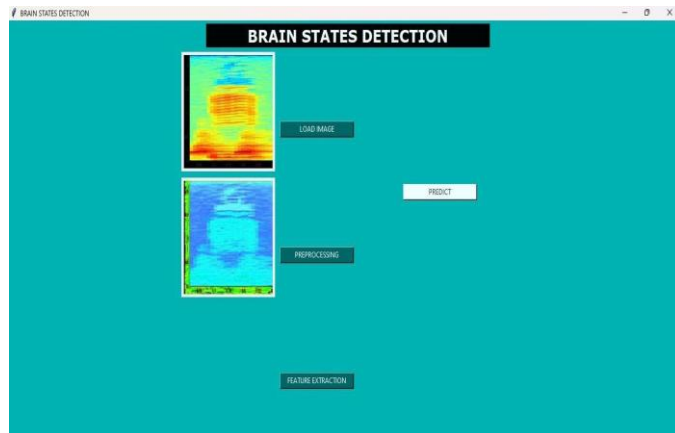 BRAIN STATES DETECTION
BRAIN STATES DETECTION
LOAD IMAGE
PREDICT
PREPROCESSING
FEATURE EXTRACTION